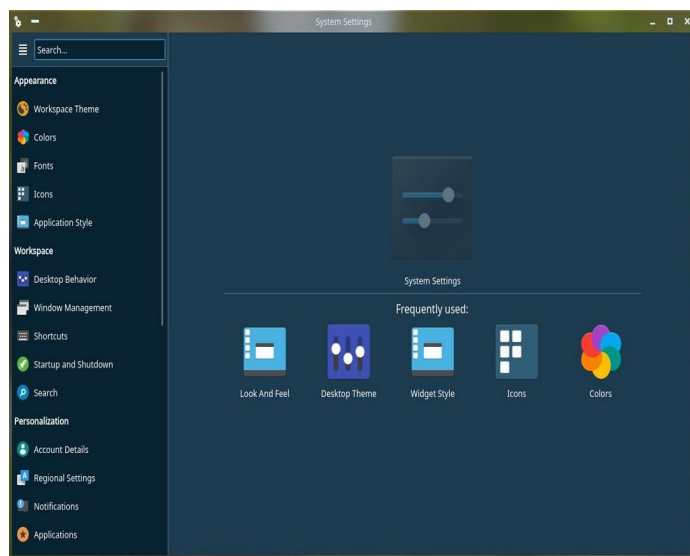 System Settings
Search...
Appearance
Workspace Theme
Colors
Fonts
Icons
Application Style
Workspace
Desktop Behavior
Window Management
Shortcuts
Startup and Shutdown
Search
Personalization
Account Details
Regional Settings
Notifications
Applications
System Settings
Frequently used:
Look And Feel
Desktop Theme
Widget Style
Icons
Colors